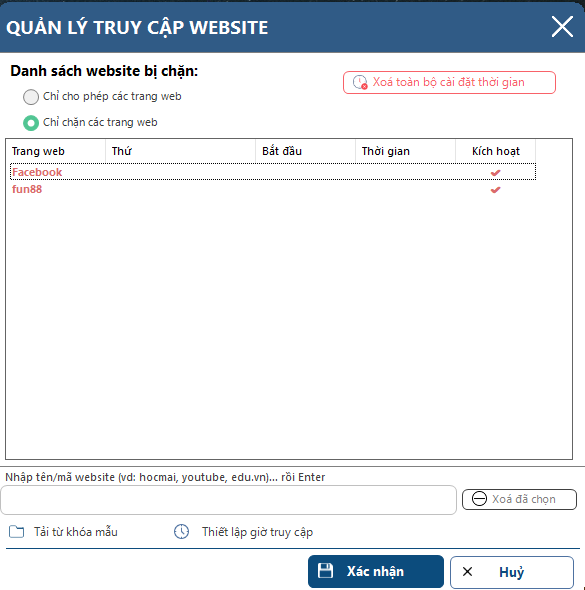 QUẢN LÝ TRUY CẬP WEBSITE
Danh sách website bị chặn:
Xoá toàn bộ cài đặt thời gian
Chỉ cho phép các trang web
Chỉ chặn các trang web
Trang web Thứ Bắt đầu Thời gian Kích hoạt
Facebook
fun88
Nhập tên/mã website (vd: hocmai, youtube, edu.vn)... rồi Enter
Xoá đã chọn
Tải từ khóa mẫu Thiết lập giờ truy cập
Xác nhận Huỷ